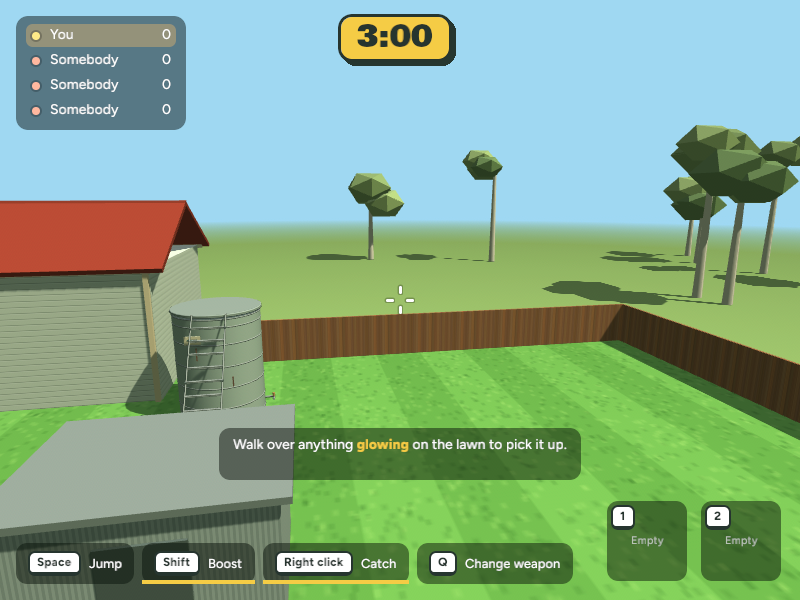 You 0
Somebody 0
Somebody 0
Somebody 0
3:00
Walk over anything glowing on the lawn to pick it up.
Space Jump
Shift Boost
Right click Catch
Q Change weapon
1
Empty
2
Empty